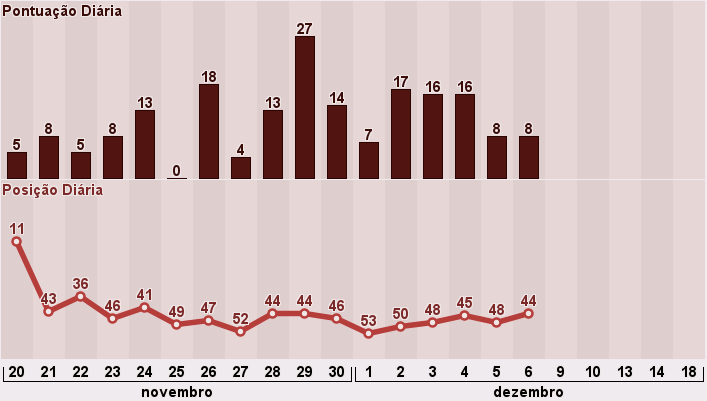 Pontuação Diária
5 8 5 8 13 0 18 4 13 27 14 7 17 16 16 8 8
Posição Diária
11 43 36 46 41 49 47 52 44 44 46 53 50 48 45 48 44
20 21 22 23 24 25 26 27 28 29 30 1 2 3 4 5 6 9 10 13 14 18
novembro dezembro